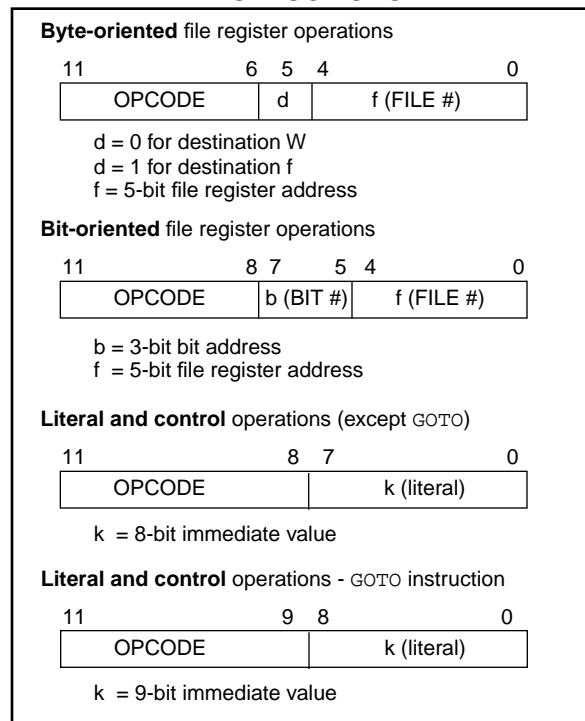 Byte-oriented file register operations
11 6 5 4 0
OPCODE d f (FILE #)
d = 0 for destination W
d = 1 for destination f
f = 5-bit file register address
Bit-oriented file register operations
11 8 7 5 4 0
OPCODE b (BIT #) f (FILE #)
b = 3-bit bit address
f = 5-bit file register address
Literal and control operations (except GOTO)
11 8 7 0
OPCODE k (literal)
k = 8-bit immediate value
Literal and control operations - GOTO instruction
11 9 8 0
OPCODE k (literal)
k = 9-bit immediate value